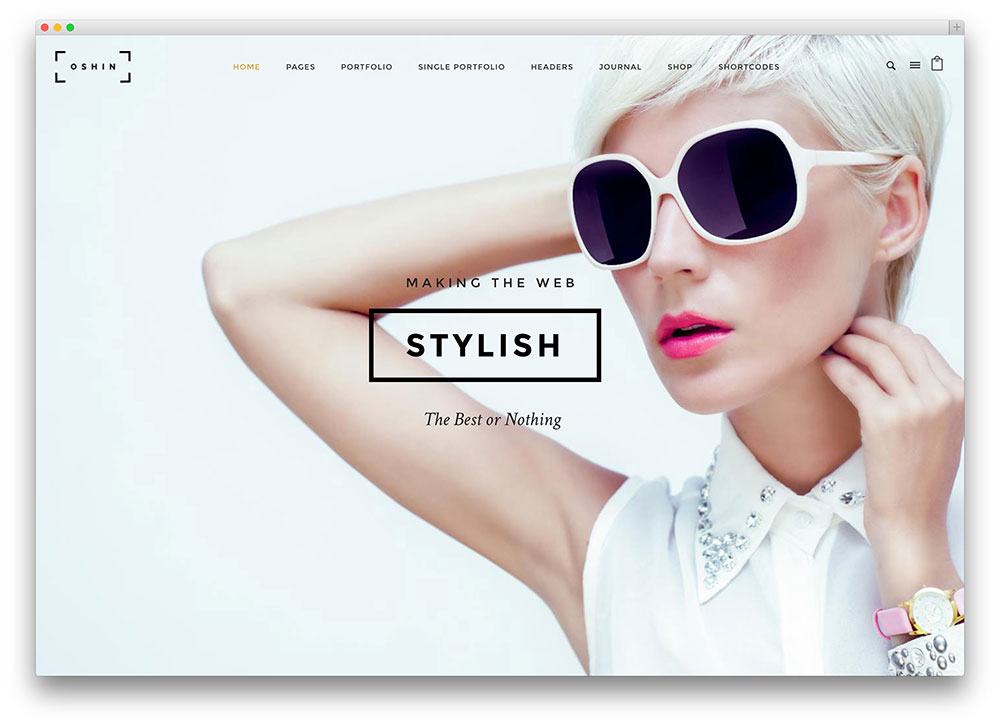 OSHIN
HOME PAGES PORTFOLIO SINGLE PORTFOLIO HEADERS JOURNAL SHOP SHORTCODES
MAKING THE WEB
STYLISH
The Best or Nothing